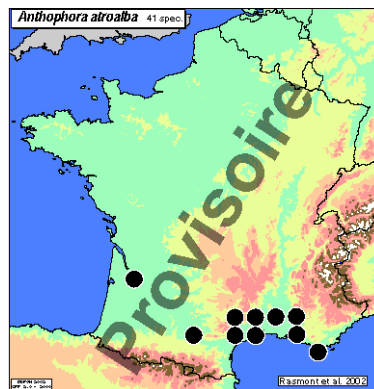 Anthophora atroalba 41 spec.
Provisoire
Rasmont et al. 2002